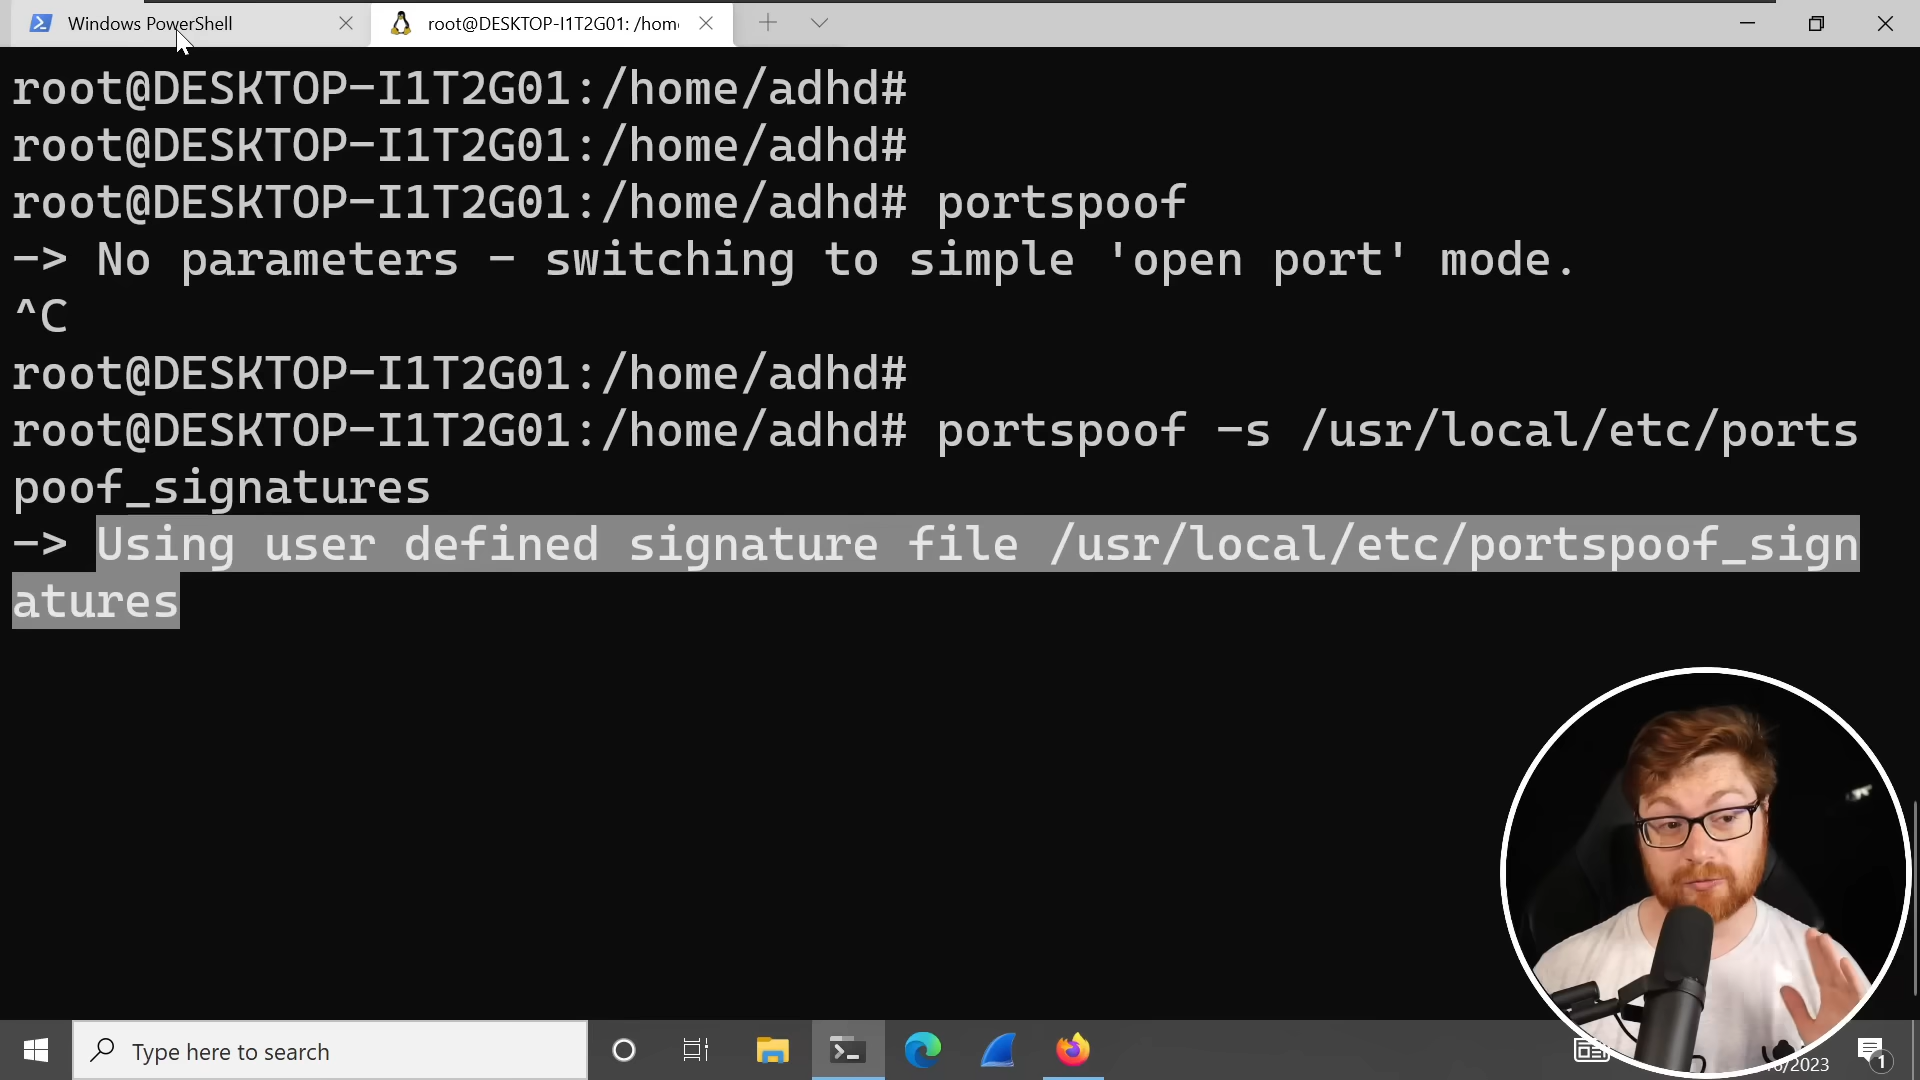 Windows PowerShell
root@DESKTOP-I1T2G01: /hom
root@DESKTOP-I1T2G01:/home/adhd#
root@DESKTOP-I1T2G01:/home/adhd#
root@DESKTOP-I1T2G01:/home/adhd# portspoof
-> No parameters - switching to simple 'open port' mode.
^C
root@DESKTOP-I1T2G01:/home/adhd#
root@DESKTOP-I1T2G01:/home/adhd# portspoof -s /usr/local/etc/ports
poof_signatures
-> Using user defined signature file /usr/local/etc/portspoof_sign
atures
Type here to search
/2023
1